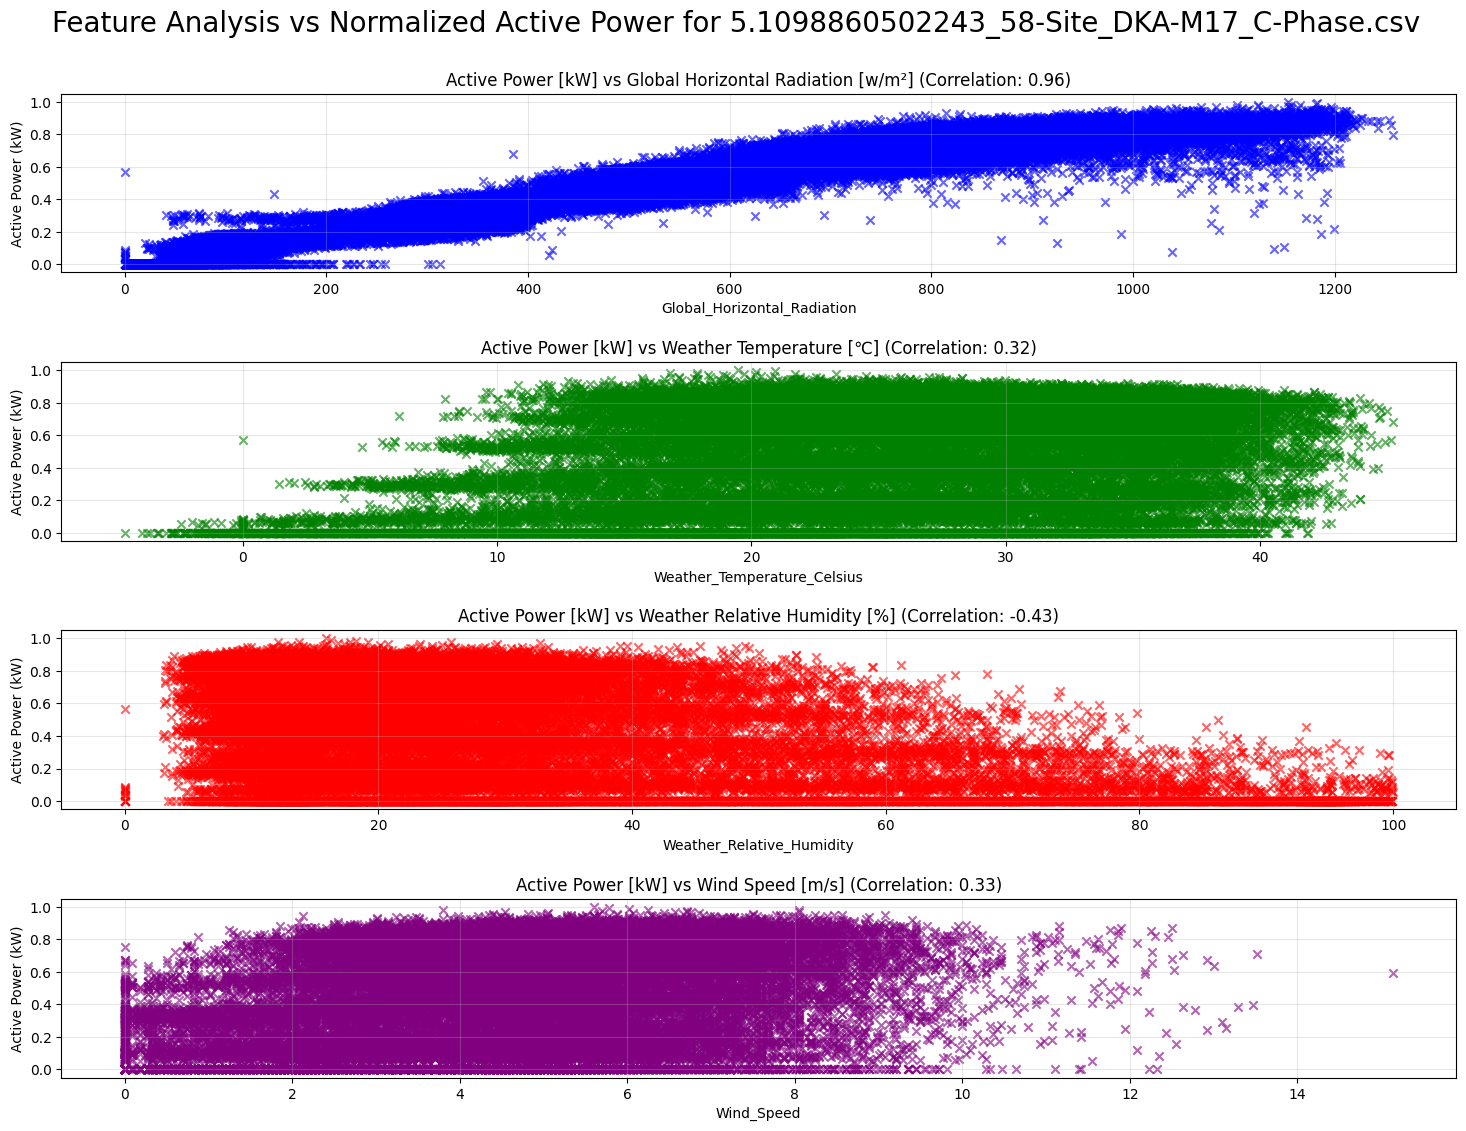 Feature Analysis vs Normalized Active Power for 5.1098860502243_58-Site_DKA-M17_C-Phase.csv
Active Power [kW] vs Global Horizontal Radiation [w/m²] (Correlation: 0.96)
Active Power (kW)
1.0
0.8
0.6
0.4
0.2
0.0
0 200 400 600 800 1000 1200
Global_Horizontal_Radiation
Active Power [kW] vs Weather Temperature [℃] (Correlation: 0.32)
Active Power (kW)
1.0
0.8
0.6
0.4
0.2
0.0
0 10 20 30 40
Weather_Temperature_Celsius
Active Power [kW] vs Weather Relative Humidity [%] (Correlation: -0.43)
Active Power (kW)
1.0
0.8
0.6
0.4
0.2
0.0
0 20 40 60 80 100
Weather_Relative_Humidity
Active Power [kW] vs Wind Speed [m/s] (Correlation: 0.33)
Active Power (kW)
1.0
0.8
0.6
0.4
0.2
0.0
0 2 4 6 8 10 12 14
Wind_Speed